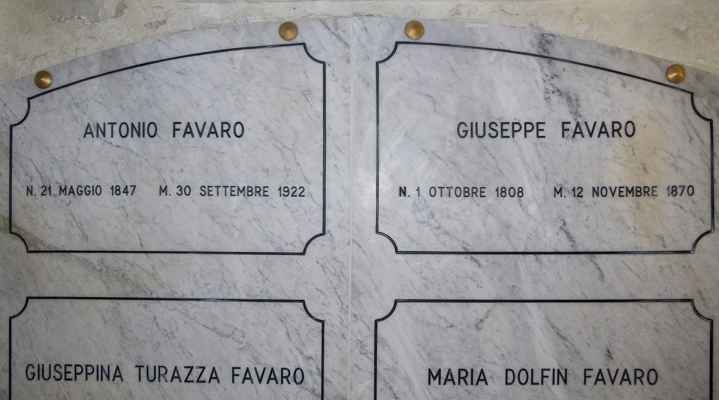 ANTONIO FAVARO
N. 21 MAGGIO 1847 M. 30 SETTEMBRE 1922
GIUSEPPE FAVARO
N. 1 OTTOBRE 1808 M. 12 NOVEMBRE 1870
GIUSEPPINA TURAZZA FAVARO
MARIA DOLFIN FAVARO